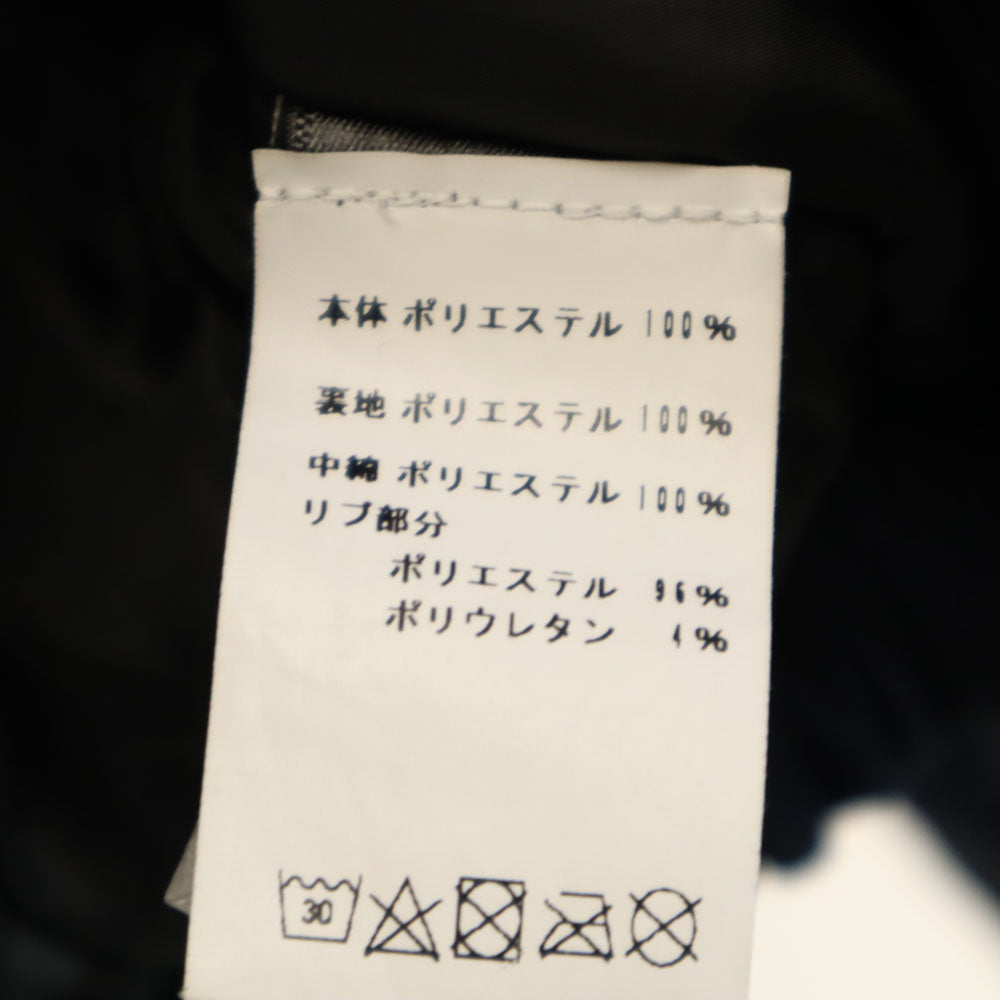 本体 ポリエステル 100%
裏地 ポリエステル 100%
中綿 ポリエステル 100%
リブ部分
ポリエステル 96%
ポリウレタン 4%
30